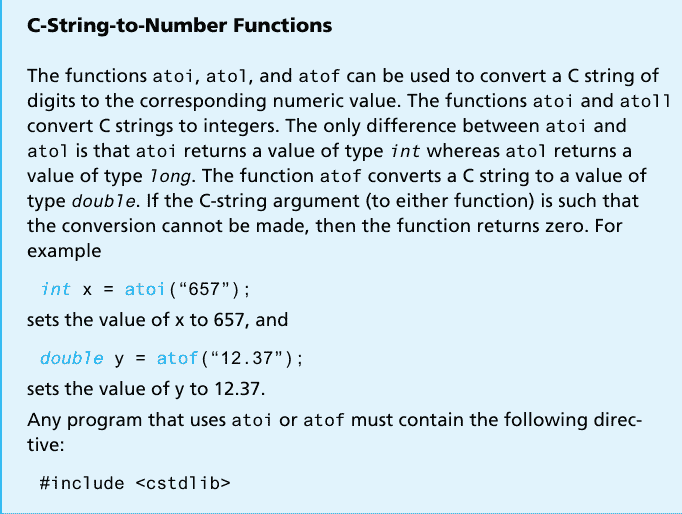 C-String-to-Number Functions
The functions atoi, atol, and atof can be used to convert a C string of
digits to the corresponding numeric value. The functions atoi and atoll
convert C strings to integers. The only difference between atoi and
atol is that atoi returns a value of type int whereas atol returns a
value of type long. The function atof converts a C string to a value of
type double. If the C-string argument (to either function) is such that
the conversion cannot be made, then the function returns zero. For
example
int x = atoi(“657”);
sets the value of x to 657, and
double y = atof(“12.37”);
sets the value of y to 12.37.
Any program that uses atoi or atof must contain the following direc-
tive:
#include <cstdlib>